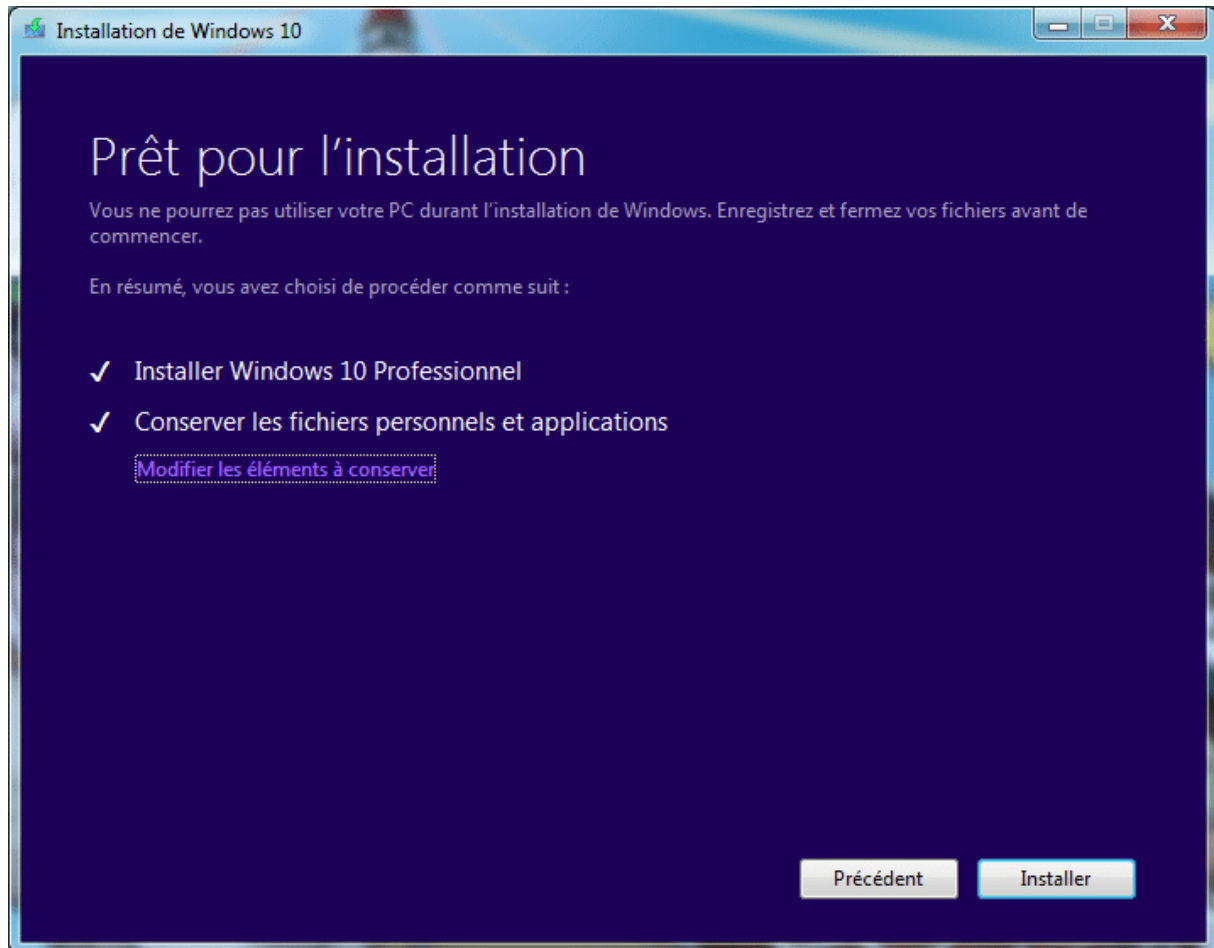 Installation de Windows 10
Prêt pour l'installation
Vous ne pourrez pas utiliser votre PC durant l'installation de Windows. Enregistrez et fermez vos fichiers avant de
commencer.
En résumé, vous avez choisi de procéder comme suit :
✓ Installer Windows 10 Professionnel
✓ Conserver les fichiers personnels et applications
Modifier les éléments à conserver
Précédent Installer